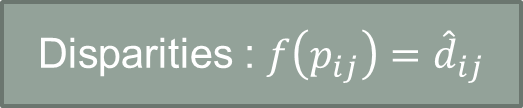 Disparities : 𝑓(𝑝ᵢⱼ) = 𝑑̂ᵢⱼ